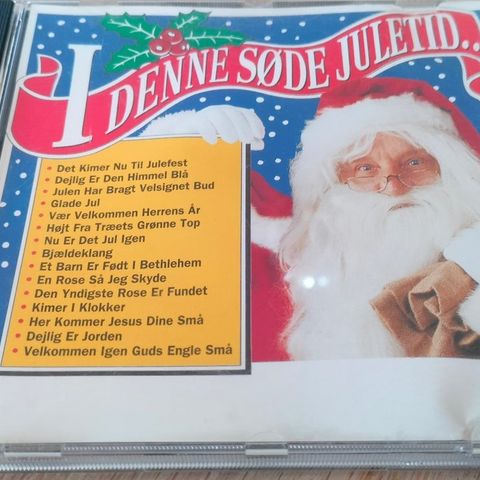 I DENNE SØDE JULETID..
• Det Kimer Nu Til Julefest
• Dejlig Er Den Himmel Blå
• Julen Har Bragt Velsignet Bud
• Glade Jul
• Vær Velkommen Herrens År
• Højt Fra Træets Grønne Top
• Nu Er Det Jul Igen
• Bjældeklang
• Et Barn Er Født I Bethlehem
• En Rose Så Jeg Skyde
• Den Yndigste Rose Er Fundet
• Kimer I Klokker
• Her Kommer Jesus Dine Små
• Dejlig Er Jorden
• Velkommen Igen Guds Engle Små